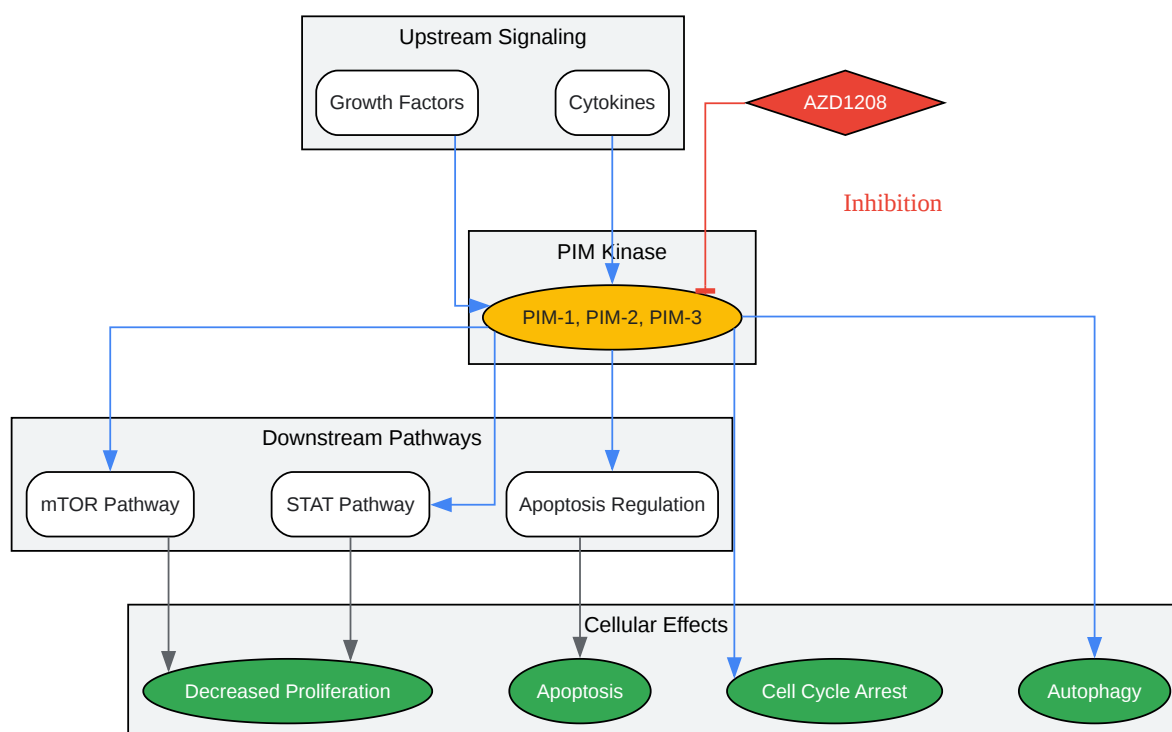 Upstream Signaling
Growth Factors
Cytokines
AZD1208
Inhibition
PIM Kinase
PIM-1, PIM-2, PIM-3
Downstream Pathways
mTOR Pathway
STAT Pathway
Apoptosis Regulation
Cellular Effects
Decreased Proliferation
Apoptosis
Cell Cycle Arrest
Autophagy